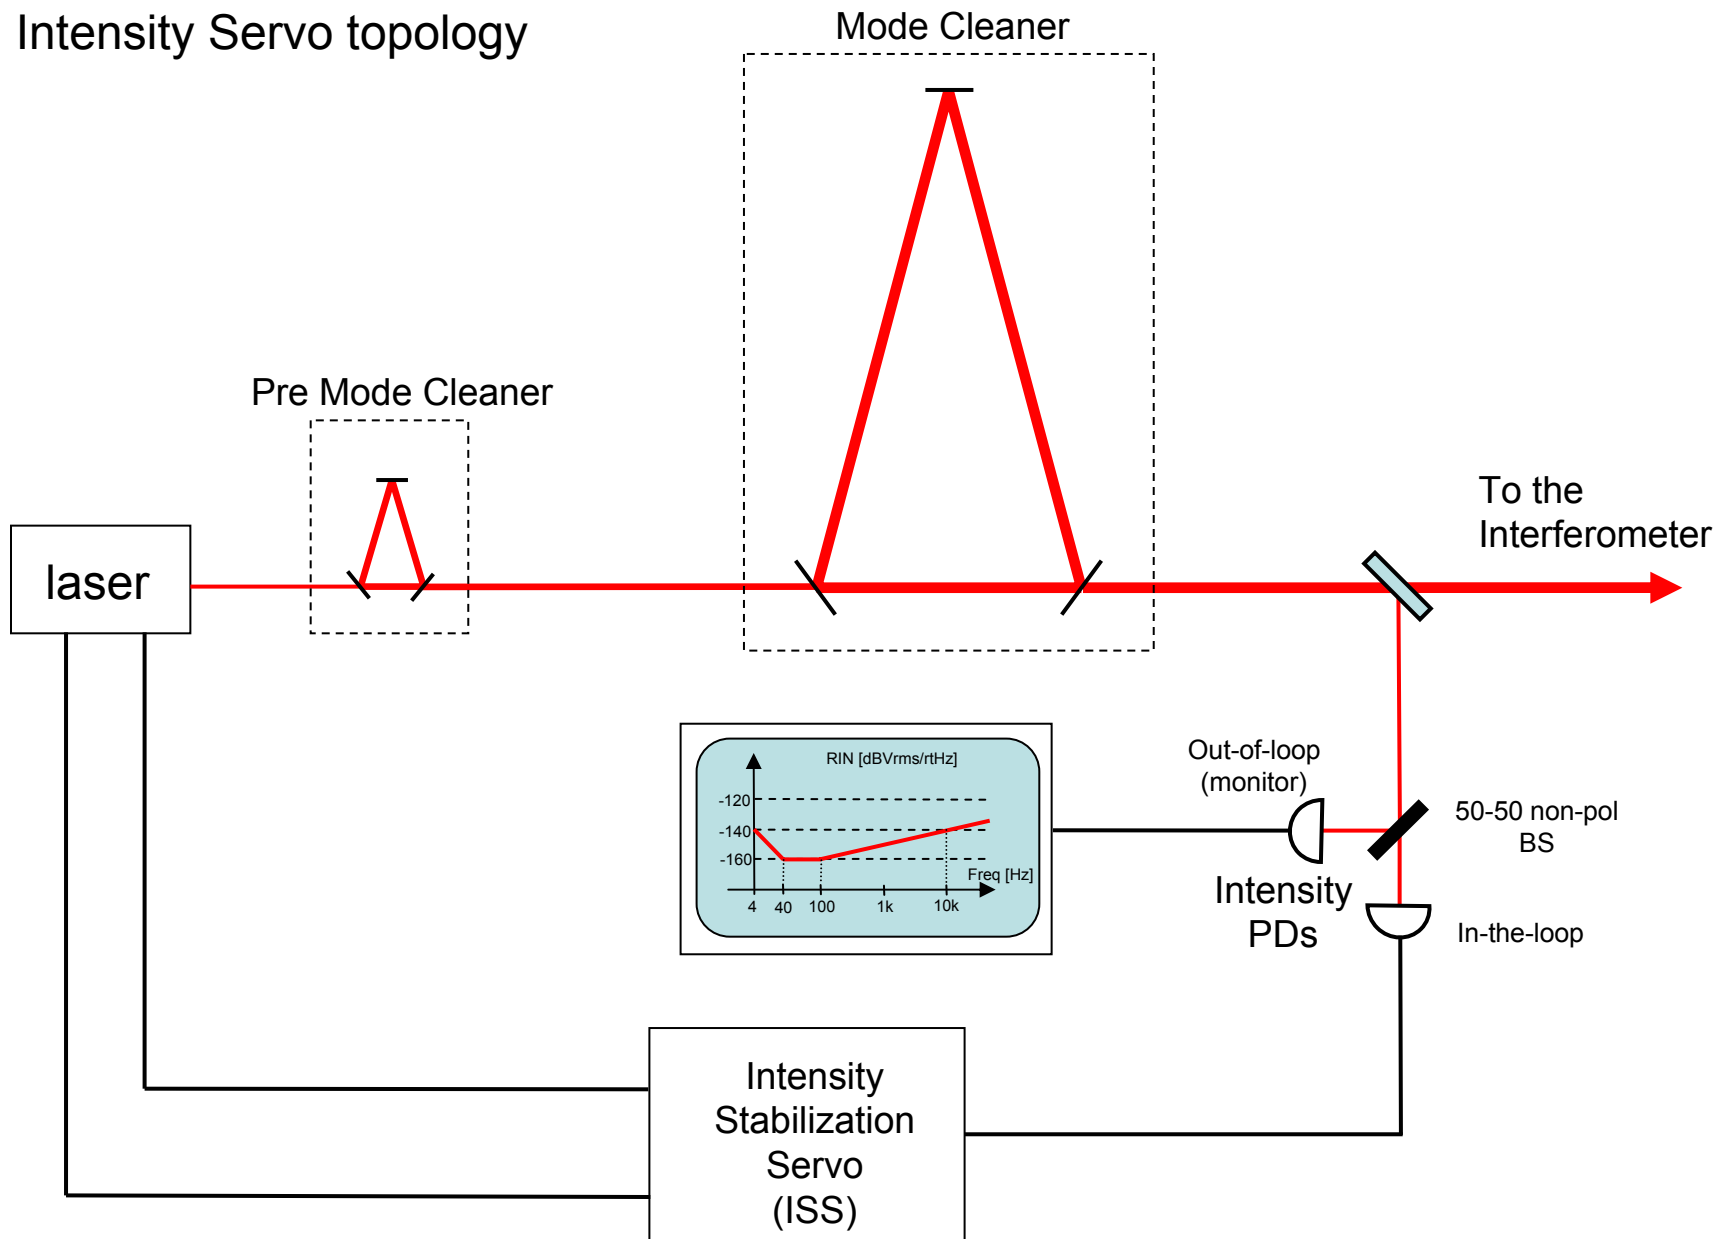 Intensity Servo topology
Mode Cleaner
Pre Mode Cleaner
To the
Interferometer
laser
RIN [dBVrms/rtHz]
-120
-140
-160
Freq [Hz]
4 40 100 1k 10k
Out-of-loop
(monitor)
50-50 non-pol
BS
Intensity
PDs
In-the-loop
Intensity
Stabilization
Servo
(ISS)